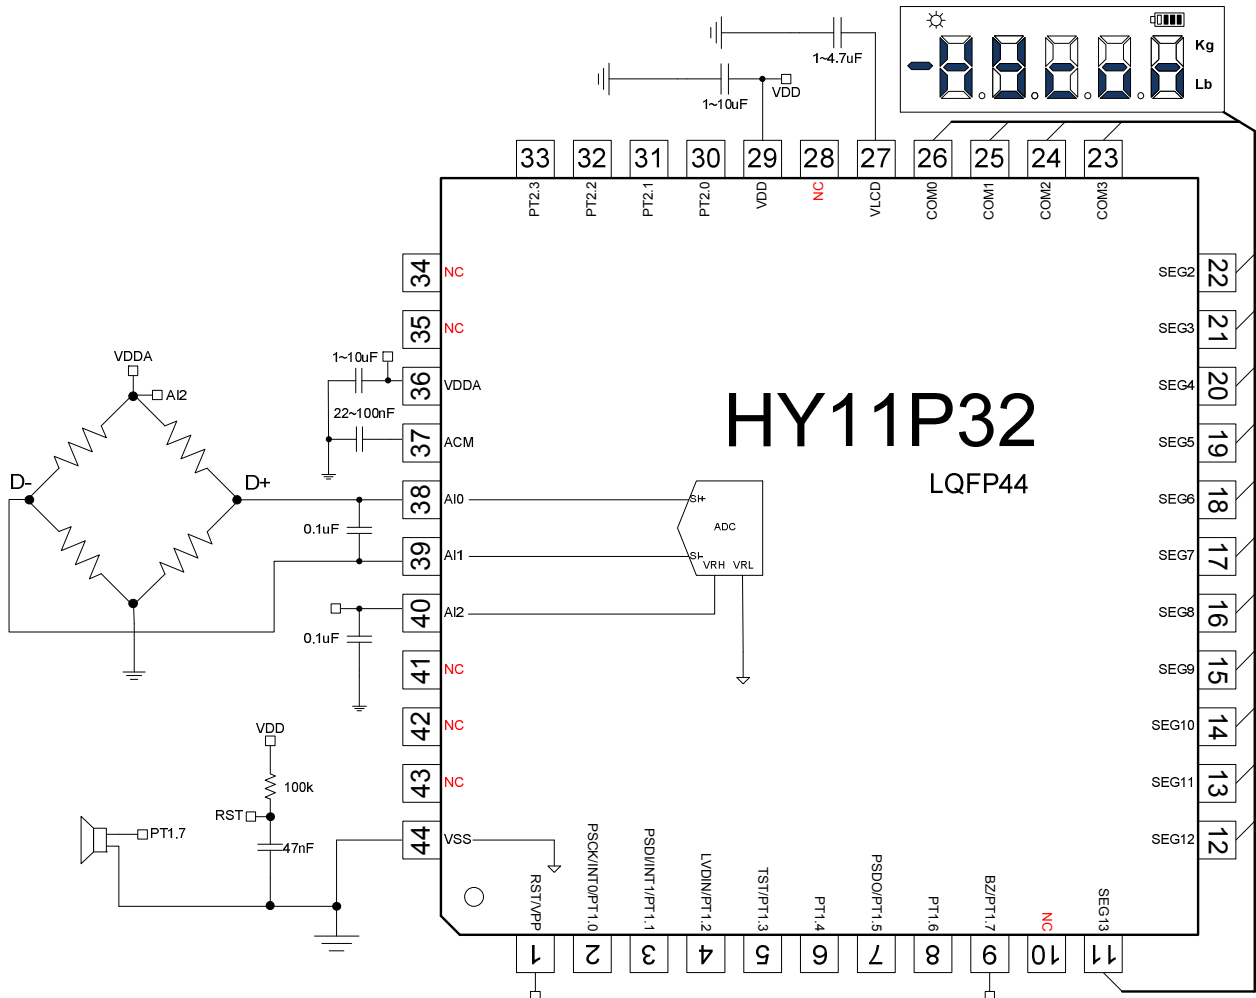 1~4.7uF
Kg
1~10uF
VDD
Lb
33
32
31
30
29
28
27
26
25
24
23
PT2.3
PT2.2
PT2.1
PT2.0
VDD
NC
VLCD
COM0
COM1
COM2
COM3
34
NC
35
NC
1~10uF
36
VDDA
22~100nF
37
ACM
VDDA
AI2
D-
D+
38
AI0
0.1uF
39
AI1
40
AI2
0.1uF
41
NC
42
NC
43
NC
44
VSS
HY11P32
LQFP44
SI+
ADC
SI-
VRH
VRL
SEG2
22
SEG3
21
SEG4
20
SEG5
19
SEG6
18
SEG7
17
SEG8
16
SEG9
15
SEG10
14
SEG11
13
SEG12
12
VDD
100k
RST
47nF
PT1.7
RST/VPP
PSCK/INT0/PT1.0
PSDI/INT1/PT1.1
LVDIN/PT1.2
TST/PT1.3
PT1.4
PSDO/PT1.5
PT1.6
BZ/PT1.7
NC
SEG13
1
2
3
4
5
6
7
8
9
10
11